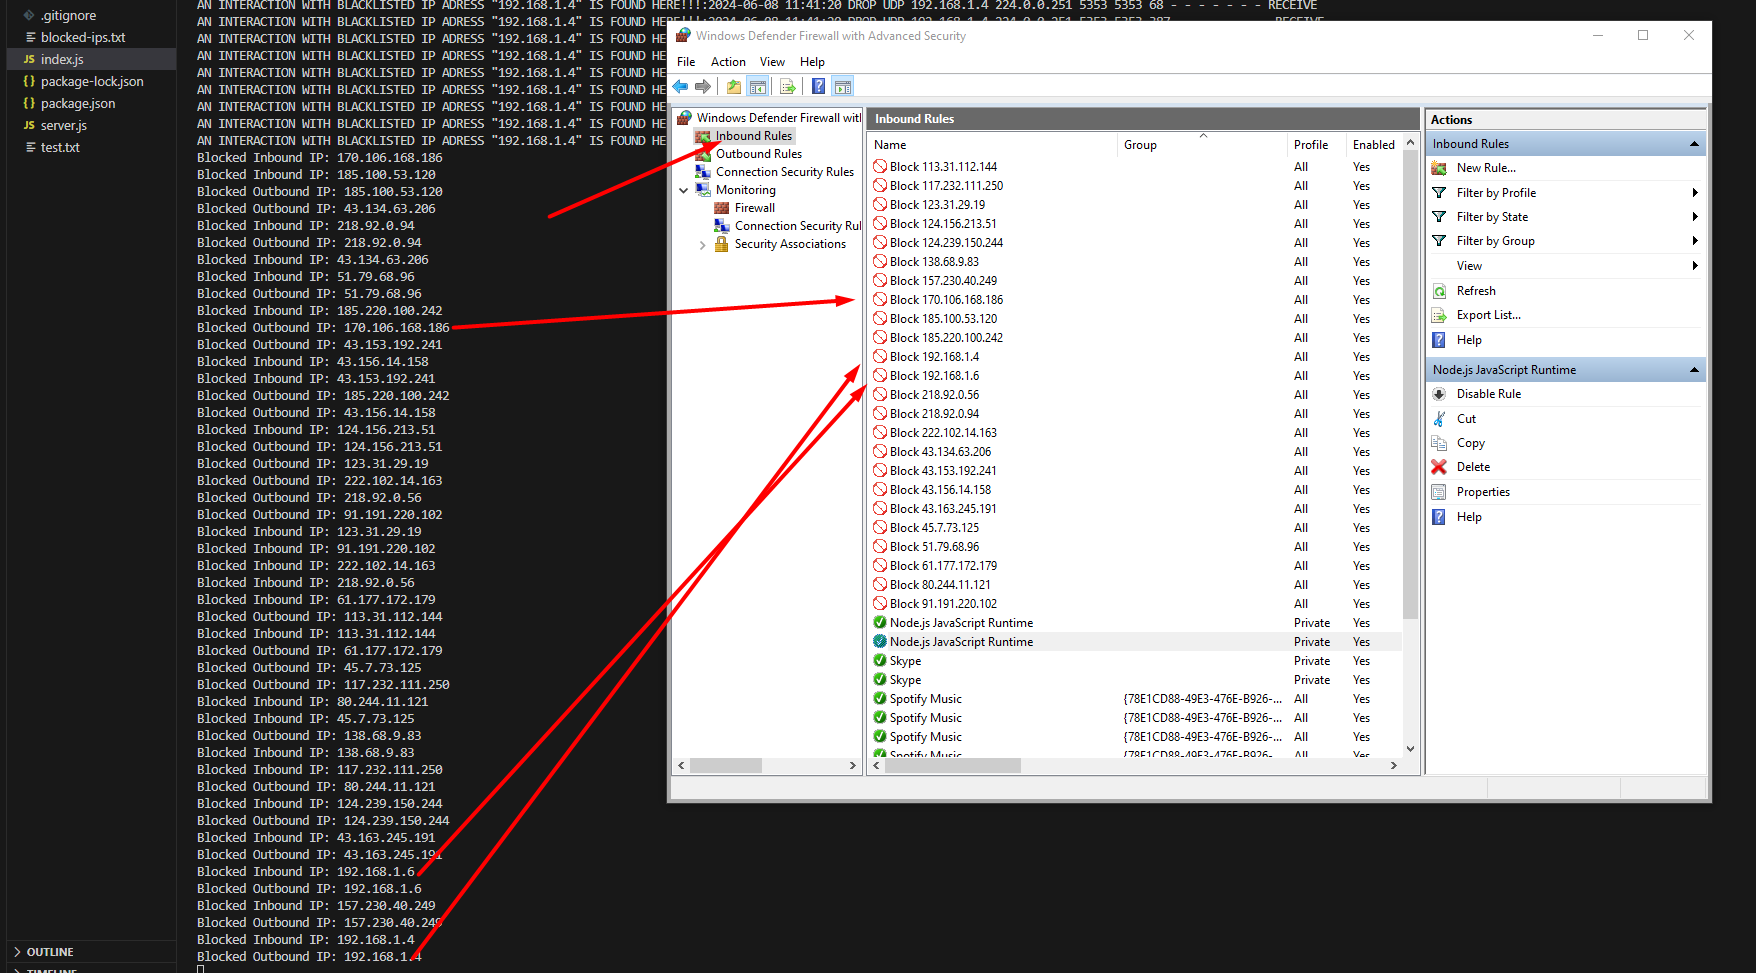 .gitignore
blocked-ips.txt
JS index.js
{} package-lock.json
{} package.json
JS server.js
test.txt
OUTLINE
TIMELINE
AN INTERACTION WITH BLACKLISTED IP ADRESS "192.168.1.4" IS FOUND HERE!!!:2024-06-08 11:41:20 DROP UDP 192.168.1.4 224.0.0.251 5353 5353 68 - - - - - - - RECEIVE
AN INTERACTION WITH BLACKLISTED IP ADRESS "192.168.1.4" IS FOUND HERE!!!:2024-06-08 11:41:20 DROP UDP 192.168.1.4 224.0.0.251 5353 5353 387 - - - - - - - RECEIVE
AN INTERACTION WITH BLACKLISTED IP ADRESS "192.168.1.4" IS FOUND HE
AN INTERACTION WITH BLACKLISTED IP ADRESS "192.168.1.4" IS FOUND HE
AN INTERACTION WITH BLACKLISTED IP ADRESS "192.168.1.4" IS FOUND HE
AN INTERACTION WITH BLACKLISTED IP ADRESS "192.168.1.4" IS FOUND HE
AN INTERACTION WITH BLACKLISTED IP ADRESS "192.168.1.4" IS FOUND HE
AN INTERACTION WITH BLACKLISTED IP ADRESS "192.168.1.4" IS FOUND HE
AN INTERACTION WITH BLACKLISTED IP ADRESS "192.168.1.4" IS FOUND HE
Blocked Inbound IP: 170.106.168.186
Blocked Inbound IP: 185.100.53.120
Blocked Outbound IP: 185.100.53.120
Blocked Outbound IP: 43.134.63.206
Blocked Inbound IP: 218.92.0.94
Blocked Outbound IP: 218.92.0.94
Blocked Inbound IP: 43.134.63.206
Blocked Inbound IP: 51.79.68.96
Blocked Outbound IP: 51.79.68.96
Blocked Inbound IP: 185.220.100.242
Blocked Outbound IP: 170.106.168.186
Blocked Outbound IP: 43.153.192.241
Blocked Inbound IP: 43.156.14.158
Blocked Inbound IP: 43.153.192.241
Blocked Outbound IP: 185.220.100.242
Blocked Outbound IP: 43.156.14.158
Blocked Inbound IP: 124.156.213.51
Blocked Outbound IP: 124.156.213.51
Blocked Outbound IP: 123.31.29.19
Blocked Outbound IP: 222.102.14.163
Blocked Outbound IP: 218.92.0.56
Blocked Outbound IP: 91.191.220.102
Blocked Inbound IP: 123.31.29.19
Blocked Inbound IP: 91.191.220.102
Blocked Inbound IP: 222.102.14.163
Blocked Inbound IP: 218.92.0.56
Blocked Inbound IP: 61.177.172.179
Blocked Outbound IP: 113.31.112.144
Blocked Inbound IP: 113.31.112.144
Blocked Outbound IP: 61.177.172.179
Blocked Inbound IP: 45.7.73.125
Blocked Outbound IP: 117.232.111.250
Blocked Inbound IP: 80.244.11.121
Blocked Outbound IP: 45.7.73.125
Blocked Outbound IP: 138.68.9.83
Blocked Inbound IP: 138.68.9.83
Blocked Inbound IP: 117.232.111.250
Blocked Outbound IP: 80.244.11.121
Blocked Inbound IP: 124.239.150.244
Blocked Outbound IP: 124.239.150.244
Blocked Inbound IP: 43.163.245.191
Blocked Outbound IP: 43.163.245.191
Blocked Inbound IP: 192.168.1.6
Blocked Outbound IP: 192.168.1.6
Blocked Inbound IP: 157.230.40.249
Blocked Outbound IP: 157.230.40.249
Blocked Inbound IP: 192.168.1.4
Blocked Outbound IP: 192.168.1.4
Windows Defender Firewall with Advanced Security
File Action View Help
Windows Defender Firewall with
Inbound Rules
Outbound Rules
Connection Security Rules
Monitoring
Firewall
Connection Security Rul
Security Associations
Inbound Rules
Name Group Profile Enabled
Block 113.31.112.144 All Yes
Block 117.232.111.250 All Yes
Block 123.31.29.19 All Yes
Block 124.156.213.51 All Yes
Block 124.239.150.244 All Yes
Block 138.68.9.83 All Yes
Block 157.230.40.249 All Yes
Block 170.106.168.186 All Yes
Block 185.100.53.120 All Yes
Block 185.220.100.242 All Yes
Block 192.168.1.4 All Yes
Block 192.168.1.6 All Yes
Block 218.92.0.56 All Yes
Block 218.92.0.94 All Yes
Block 222.102.14.163 All Yes
Block 43.134.63.206 All Yes
Block 43.153.192.241 All Yes
Block 43.156.14.158 All Yes
Block 43.163.245.191 All Yes
Block 45.7.73.125 All Yes
Block 51.79.68.96 All Yes
Block 61.177.172.179 All Yes
Block 80.244.11.121 All Yes
Block 91.191.220.102 All Yes
Node.js JavaScript Runtime Private Yes
Node.js JavaScript Runtime Private Yes
Skype Private Yes
Skype Private Yes
Spotify Music {78E1CD88-49E3-476E-B926-... All Yes
Spotify Music {78E1CD88-49E3-476E-B926-... All Yes
Spotify Music {78E1CD88-49E3-476E-B926-... All Yes
Spotify Music {78E1CD88-49E3-476E-B926-... All Yes
Actions
Inbound Rules
New Rule...
Filter by Profile
Filter by State
Filter by Group
View
Refresh
Export List...
Help
Node.js JavaScript Runtime
Disable Rule
Cut
Copy
Delete
Properties
Help